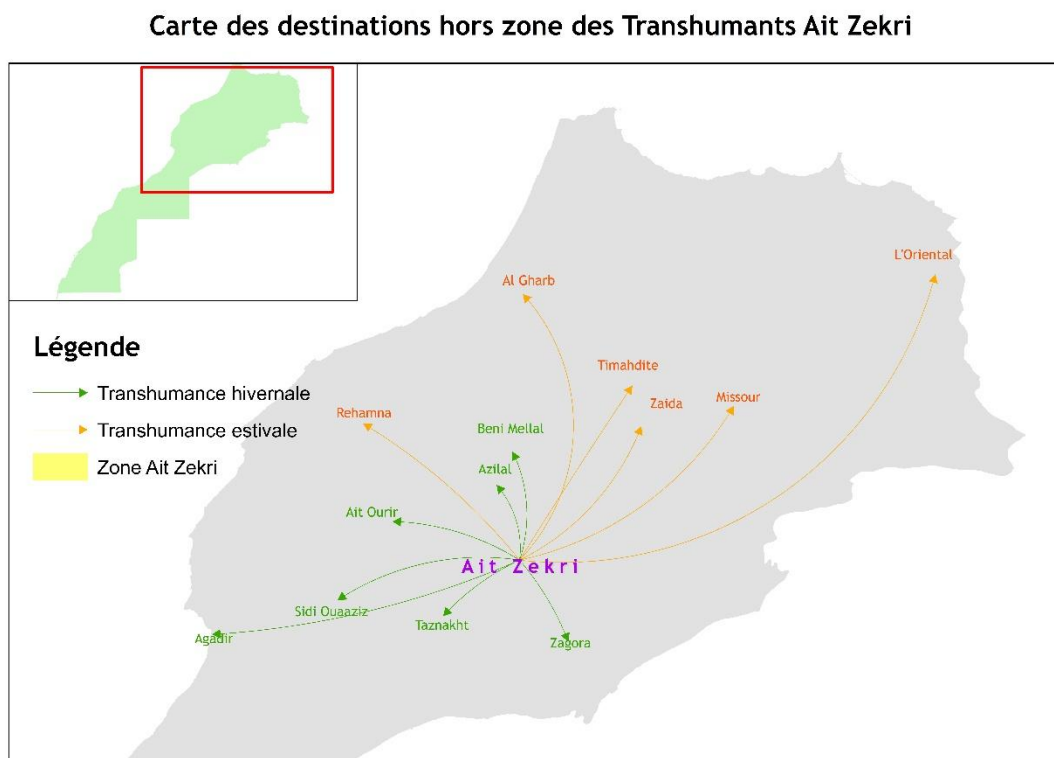 Carte des destinations hors zone des Transhumants Ait Zekri
L'Oriental
Al Gharb
Légende
Timahdite
Transhumance hivernale
Zaida
Missour
Rehamna
Transhumance estivale
Beni Mellal
Zone Ait Zekri
Azilal
Ait Ourir
Ait Zekri
Sidi Ouaaziz
Taznakht
Agadir
Zagora